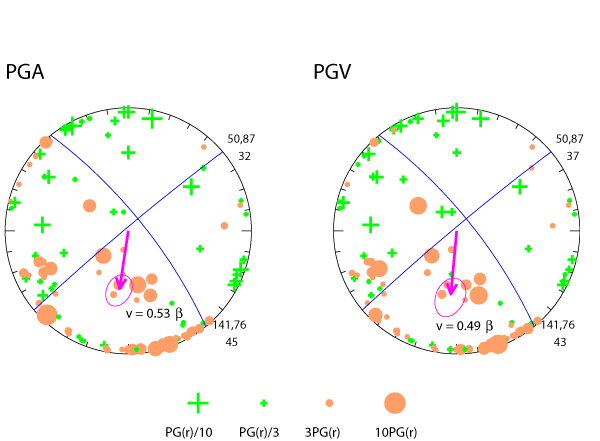 PGA
PGV
50,87
32
50,87
37
v = 0.53 β
v = 0.49 β
141,76
45
141,76
43
PG(r)/10 PG(r)/3 3PG(r) 10PG(r)